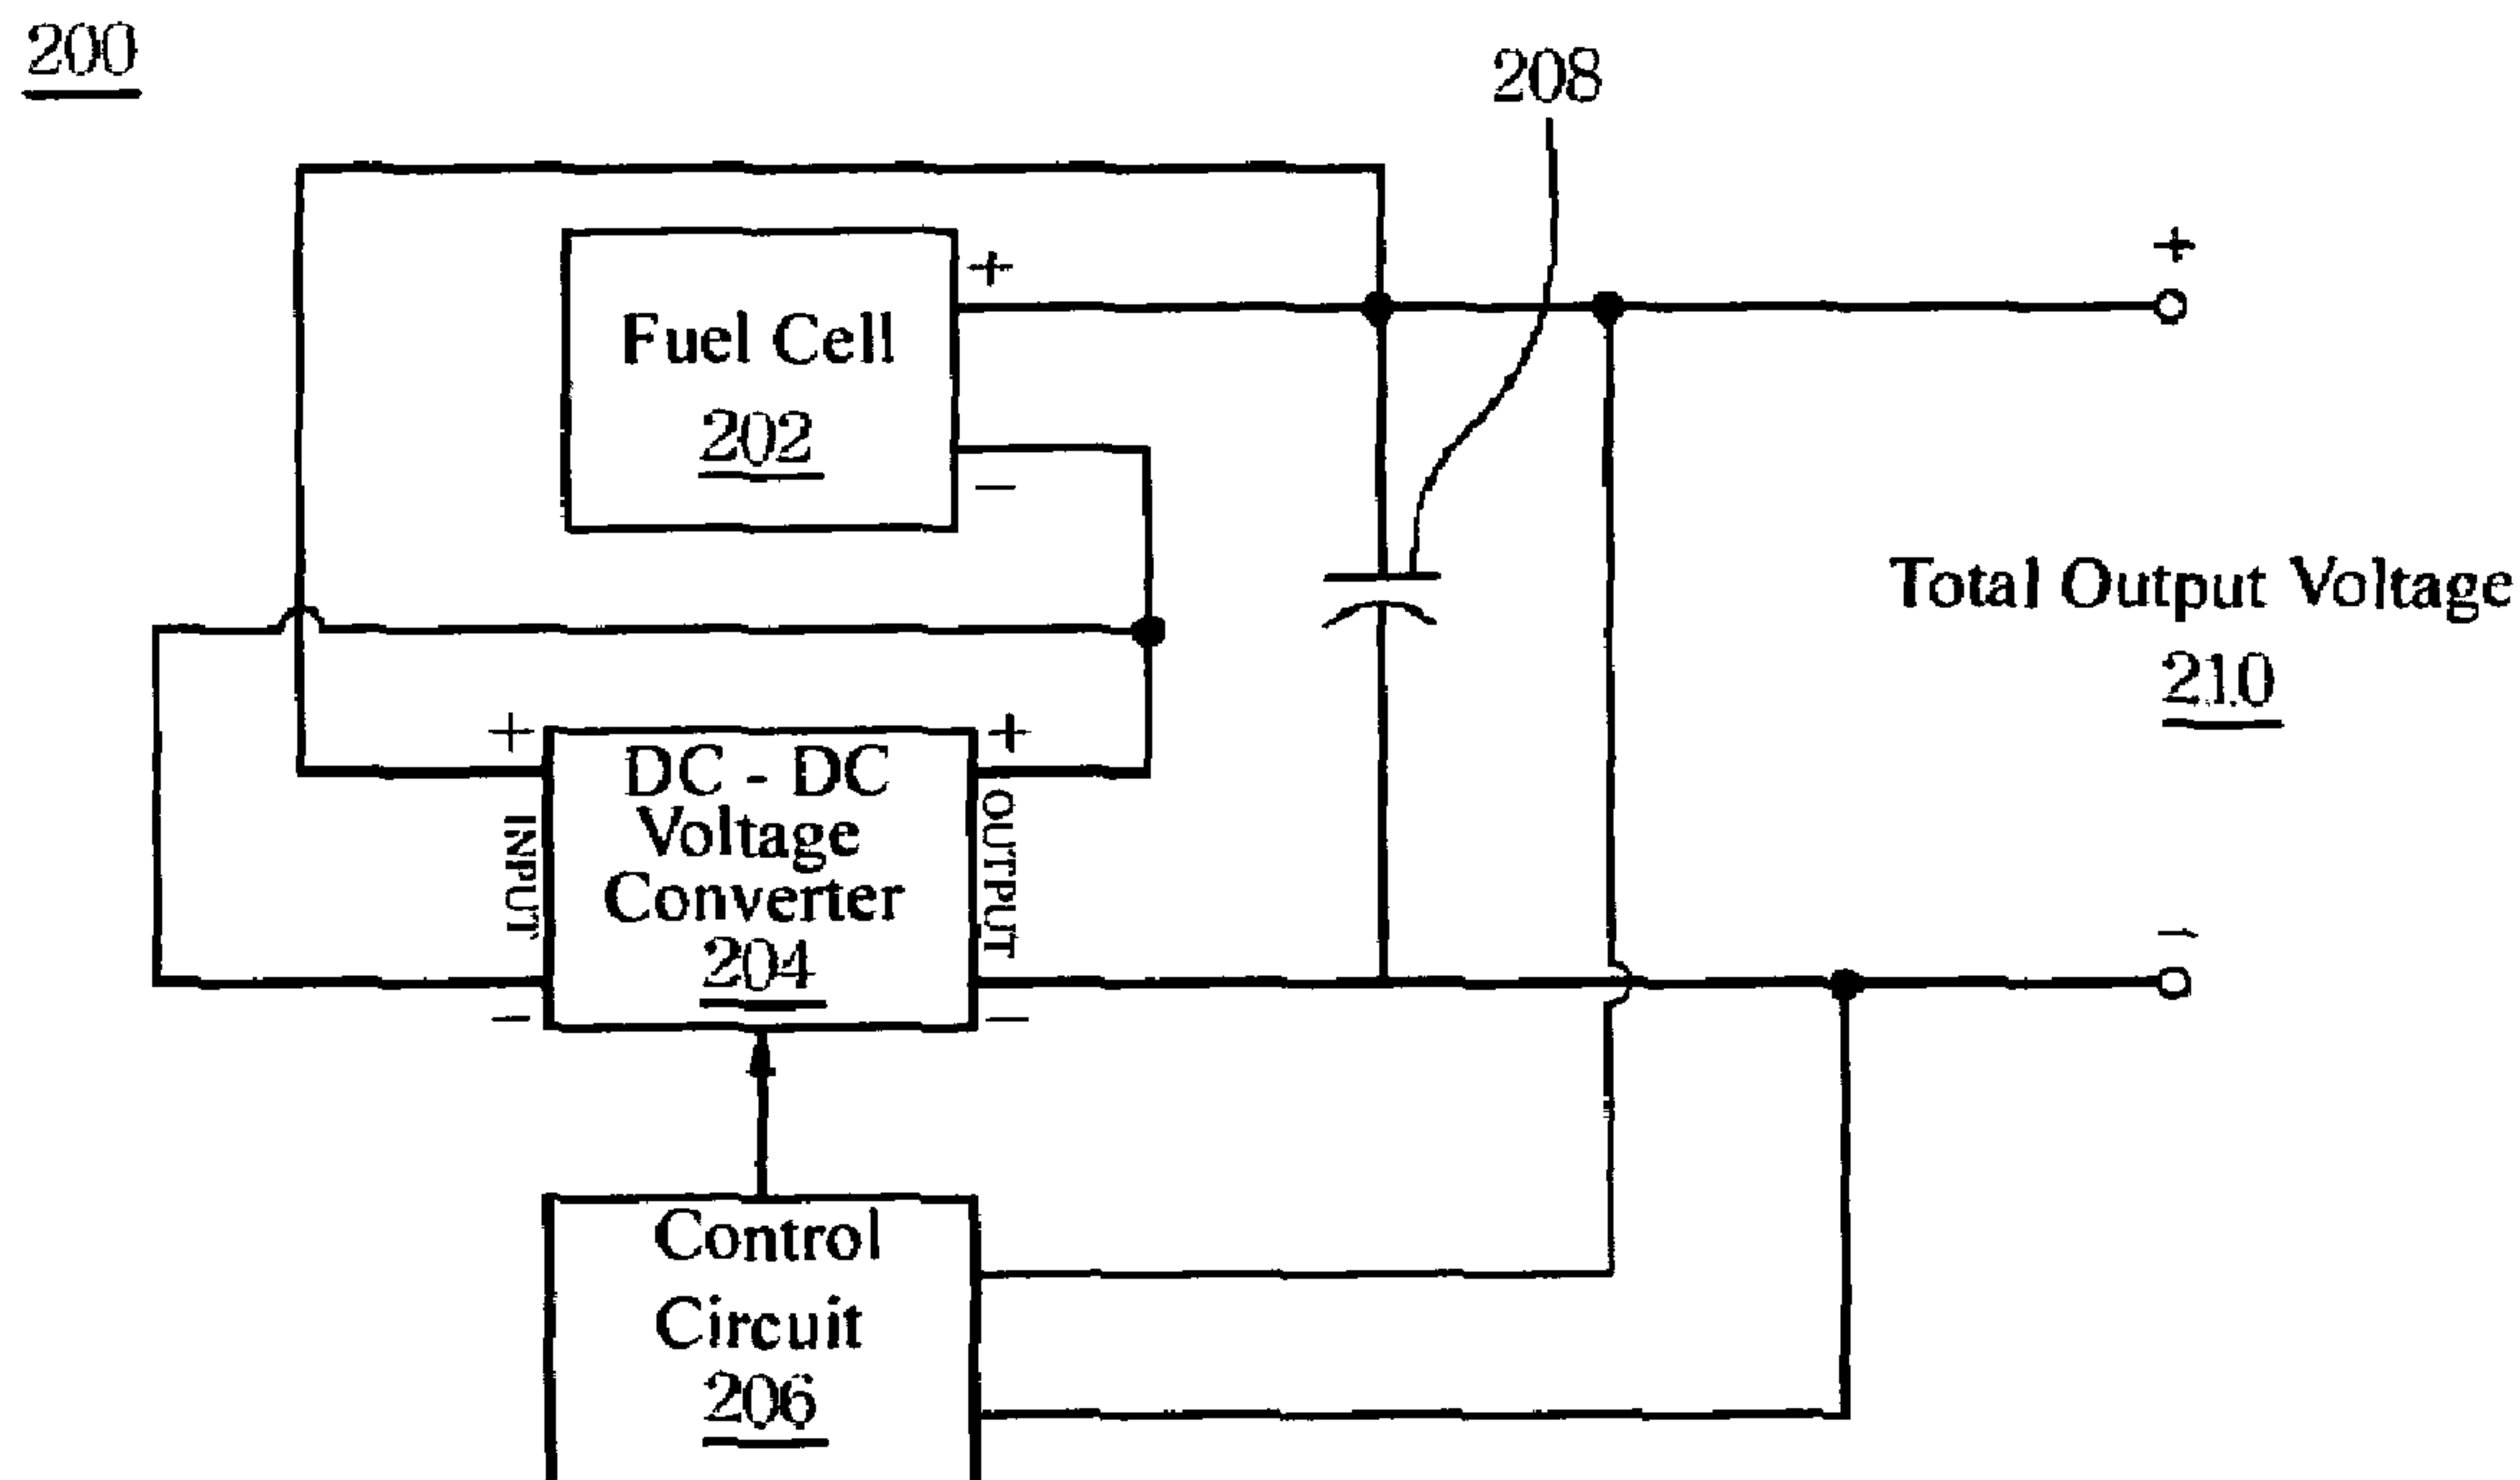 200
208
+
+
Fuel Cell
202
−
Total Output Voltage
210
+
+
DC - DC
Voltage
Converter
204
INPUT
OUTPUT
−
−
−
Control
Circuit
206